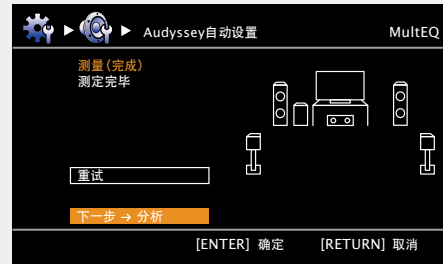 Audyssey自动设置 MultEQ
测量(完成)
测定完毕
重试
下一步 → 分析
[ENTER] 确定 [RETURN] 取消